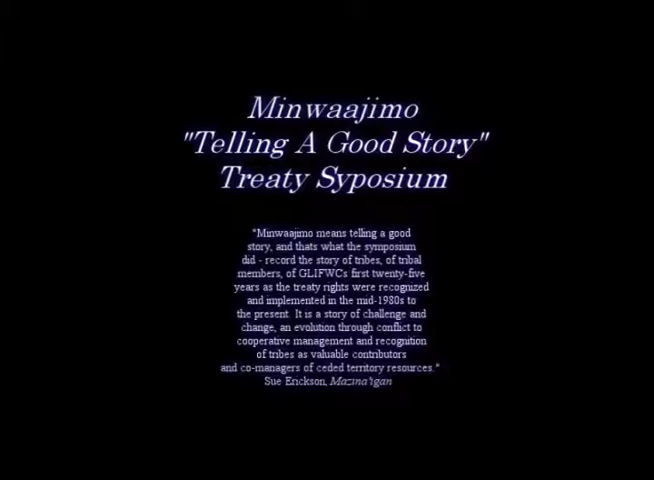 Minwaajimo
"Telling A Good Story"
Treaty Syposium
"Minwaajimo means telling a good
story, and thats what the symposium
did - record the story of tribes, of tribal
members, of GLIFWCs first twenty-five
years as the treaty rights were recognized
and implemented in the mid-1980s to
the present. It is a story of challenge and
change, an evolution through conflict to
cooperative management and recognition
of tribes as valuable contributors
and co-managers of ceded territory resources."
Sue Erickson, Mazina'igan